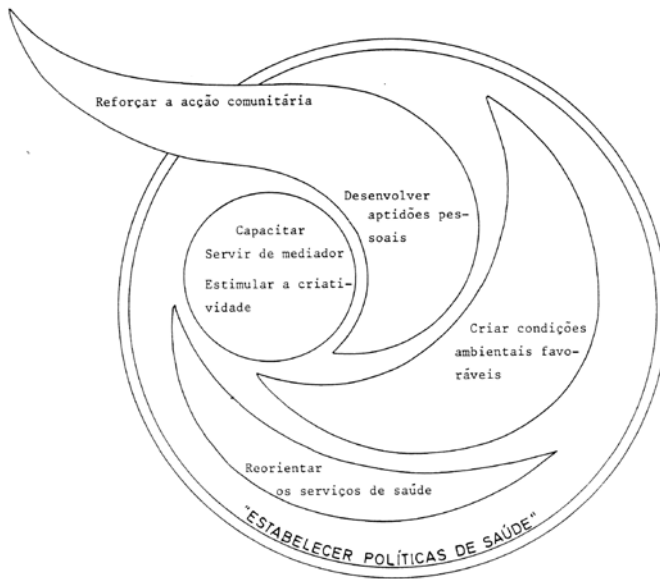 Reforçar a acção comunitária
Desenvolver
aptidões pes-
soais
Capacitar
Servir de mediador
Estimular a criati-
vidade
Criar condições
ambientais favo-
ráveis
Reorientar
os serviços de saúde
"ESTABELECER POLÍTICAS DE SAÚDE"